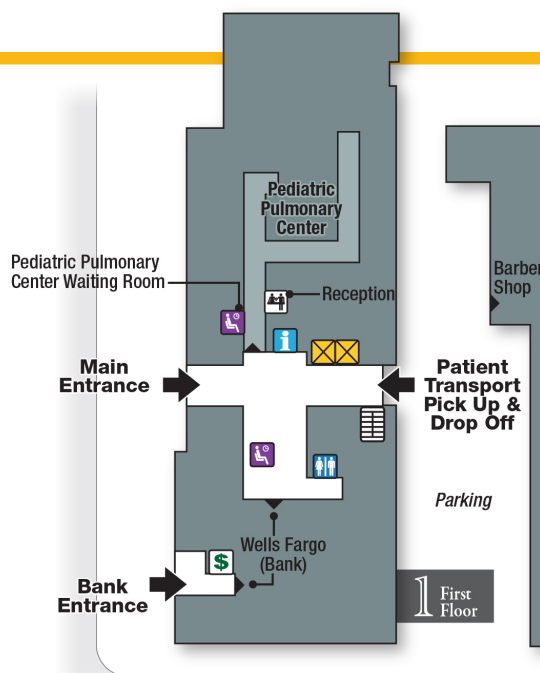 Pediatric
Pulmonary
Center
Pediatric Pulmonary
Center Waiting Room
Reception
Barber
Shop
i
Main
Entrance
Patient
Transport
Pick Up &
Drop Off
Parking
Wells Fargo
(Bank)
$
Bank
Entrance
1 First
Floor